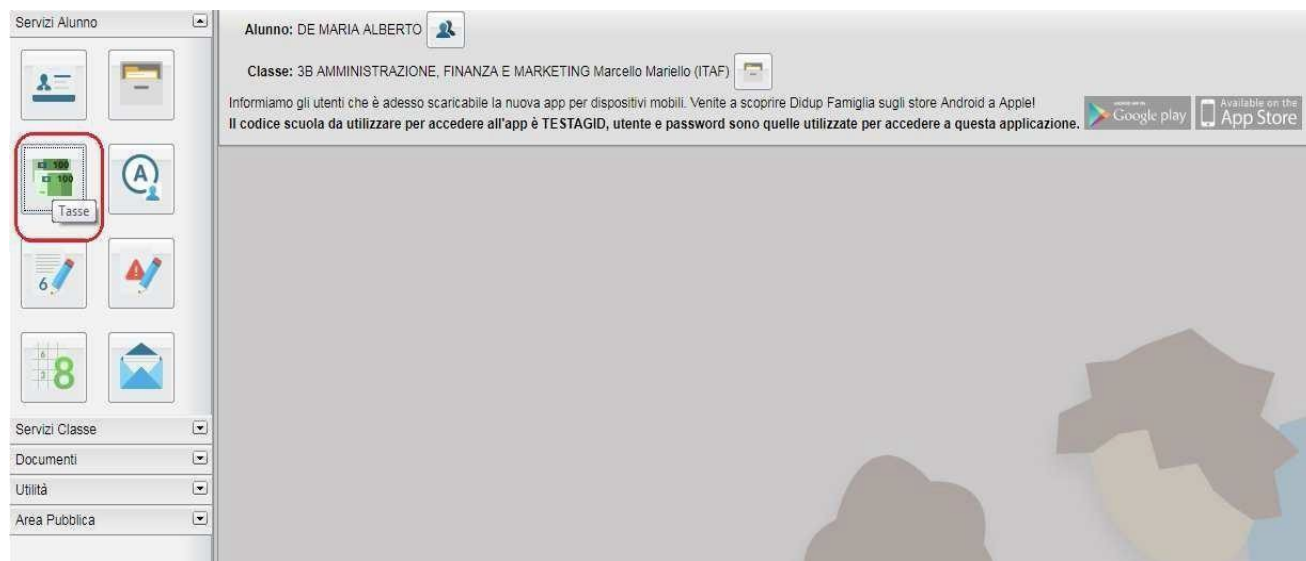 Servizi Alunno
Alunno: DE MARIA ALBERTO
Classe: 3B AMMINISTRAZIONE, FINANZA E MARKETING Marcello Mariello (ITAF)
Informiamo gli utenti che è adesso scaricabile la nuova app per dispositivi mobili. Venite a scoprire Didup Famiglia sugli store Android a Apple!
Il codice scuola da utilizzare per accedere all'app è TESTAGID, utente e password sono quelle utilizzate per accedere a questa applicazione.
Google play
Available on the
App Store
100
100
Tasse
A
6
8
Servizi Classe
Documenti
Utilità
Area Pubblica